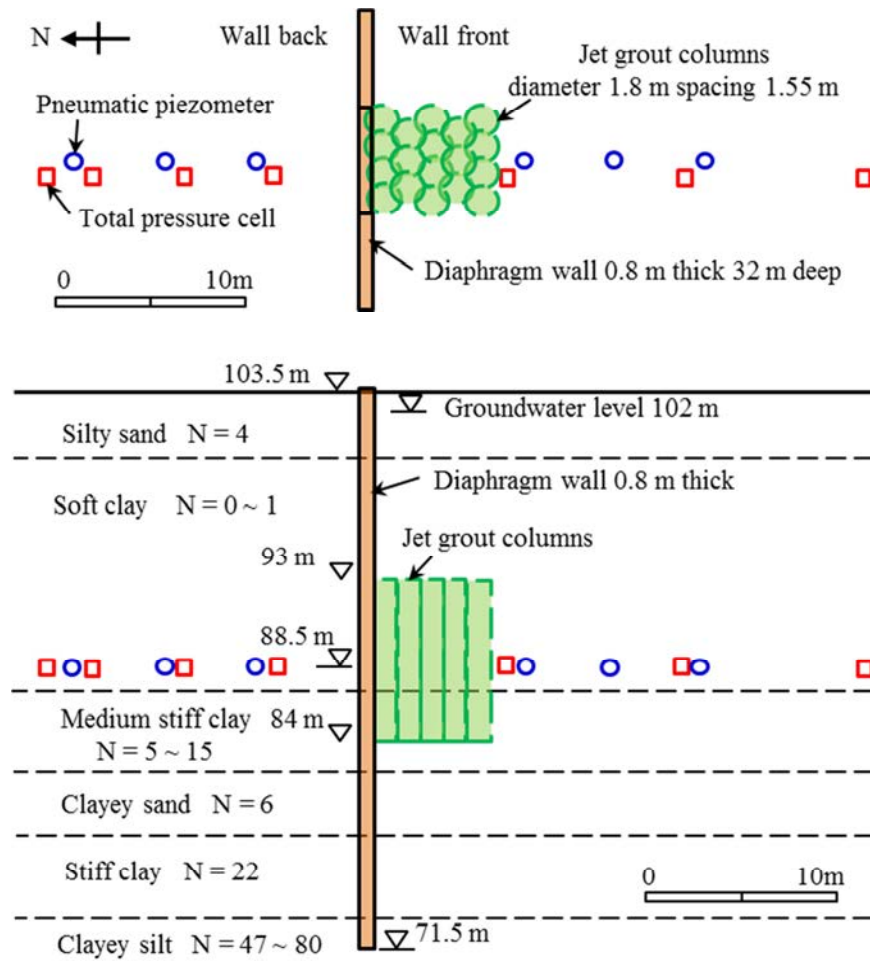 N
Wall back
Wall front
Jet grout columns
diameter 1.8 m spacing 1.55 m
Pneumatic piezometer
Total pressure cell
0
10m
Diaphragm wall 0.8 m thick 32 m deep
103.5 m
Groundwater level 102 m
Silty sand N = 4
Diaphragm wall 0.8 m thick
Soft clay N = 0 ~ 1
Jet grout columns
93 m
88.5 m
Medium stiff clay 84 m
N = 5 ~ 15
Clayey sand N = 6
Stiff clay N = 22
0
10m
Clayey silt N = 47 ~ 80
71.5 m